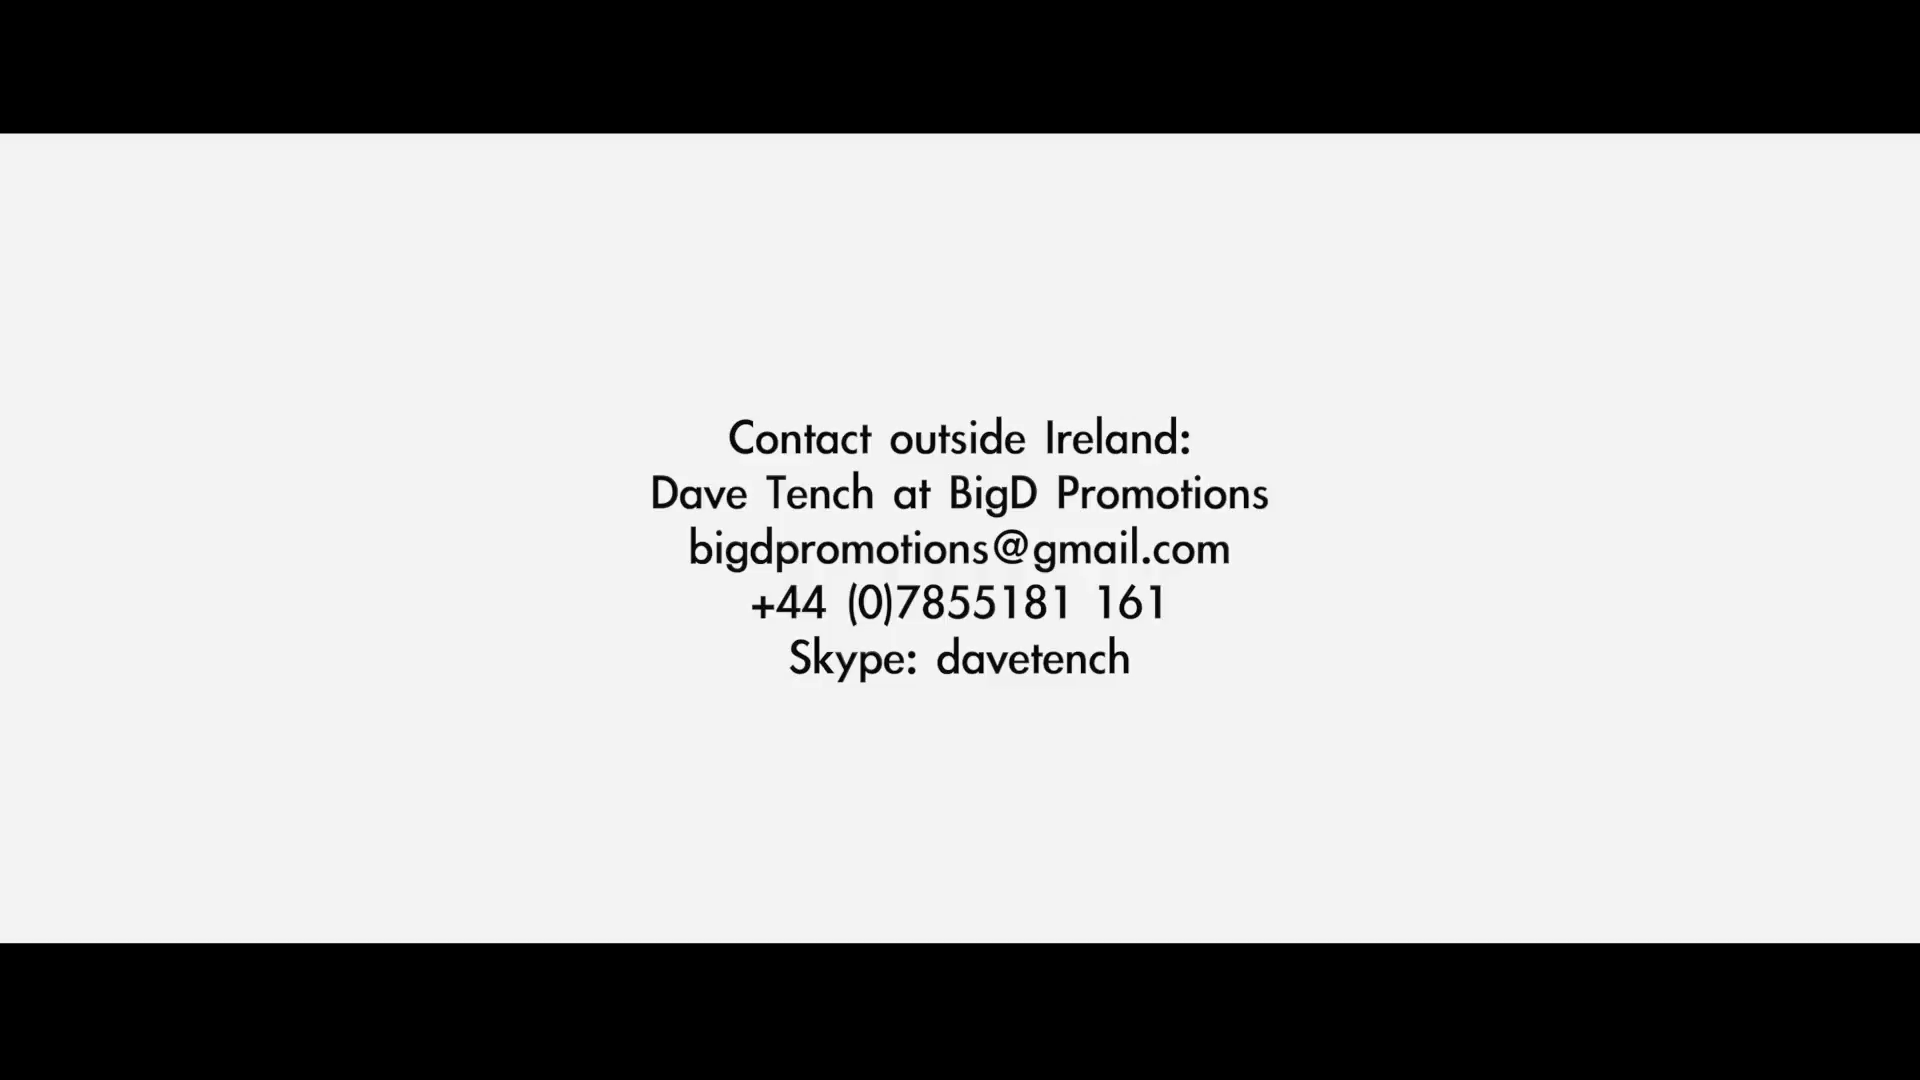 Contact outside Ireland:
Dave Tench at BigD Promotions
bigdpromotions@gmail.com
+44 (0)7855181 161
Skype: davetench